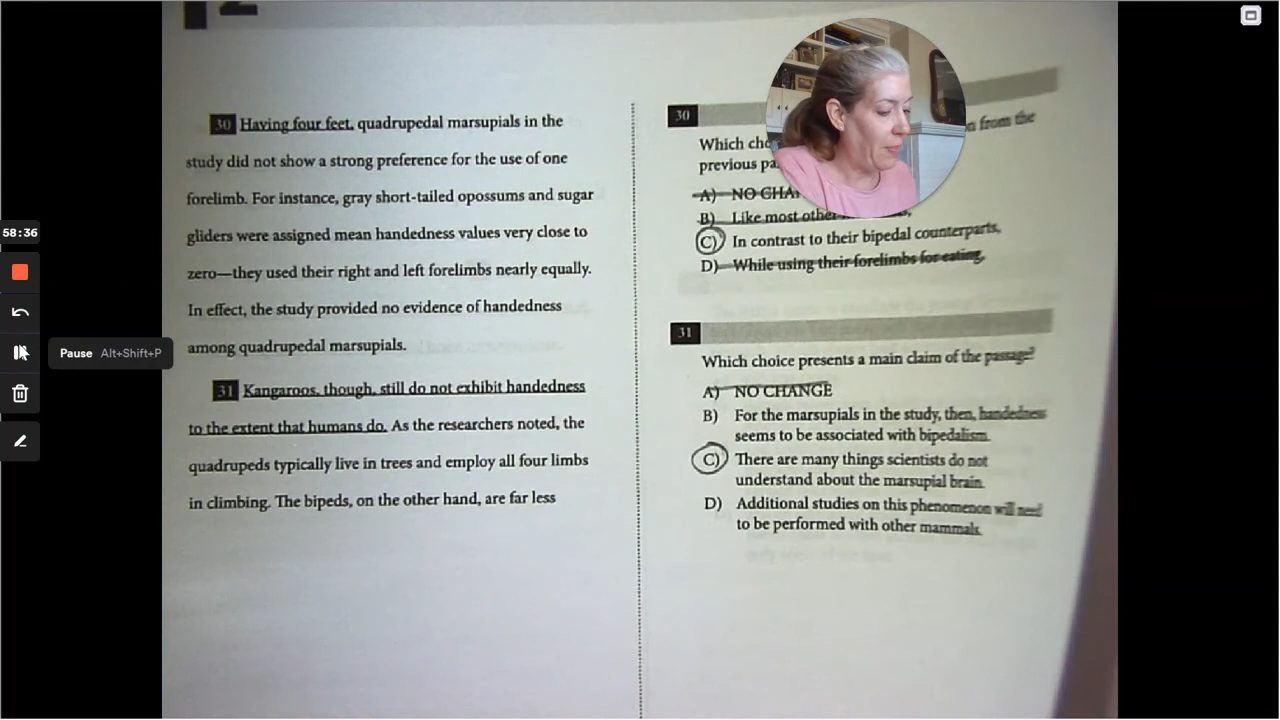 30 Having four feet, quadrupedal marsupials in the
study did not show a strong preference for the use of one
forelimb. For instance, gray short-tailed opossums and sugar
gliders were assigned mean handedness values very close to
zero—they used their right and left forelimbs nearly equally.
In effect, the study provided no evidence of handedness
among quadrupedal marsupials.
31 Kangaroos, though, still do not exhibit handedness
to the extent that humans do. As the researchers noted, the
quadrupeds typically live in trees and employ all four limbs
in climbing. The bipeds, on the other hand, are far less
30
Which from the
previous
A) NO
B) Like most other
C) In contrast to their bipedal counterparts,
D) While using their forelimbs for eating,
31
Which choice presents a main claim of the passage?
A) NO CHANGE
B) For the marsupials in the study, then, handedness
seems to be associated with bipedalism.
C) There are many things scientists do not
understand about the marsupial brain.
D) Additional studies on this phenomenon will need
to be performed with other mammals.
58:36
Pause Alt+Shift+P